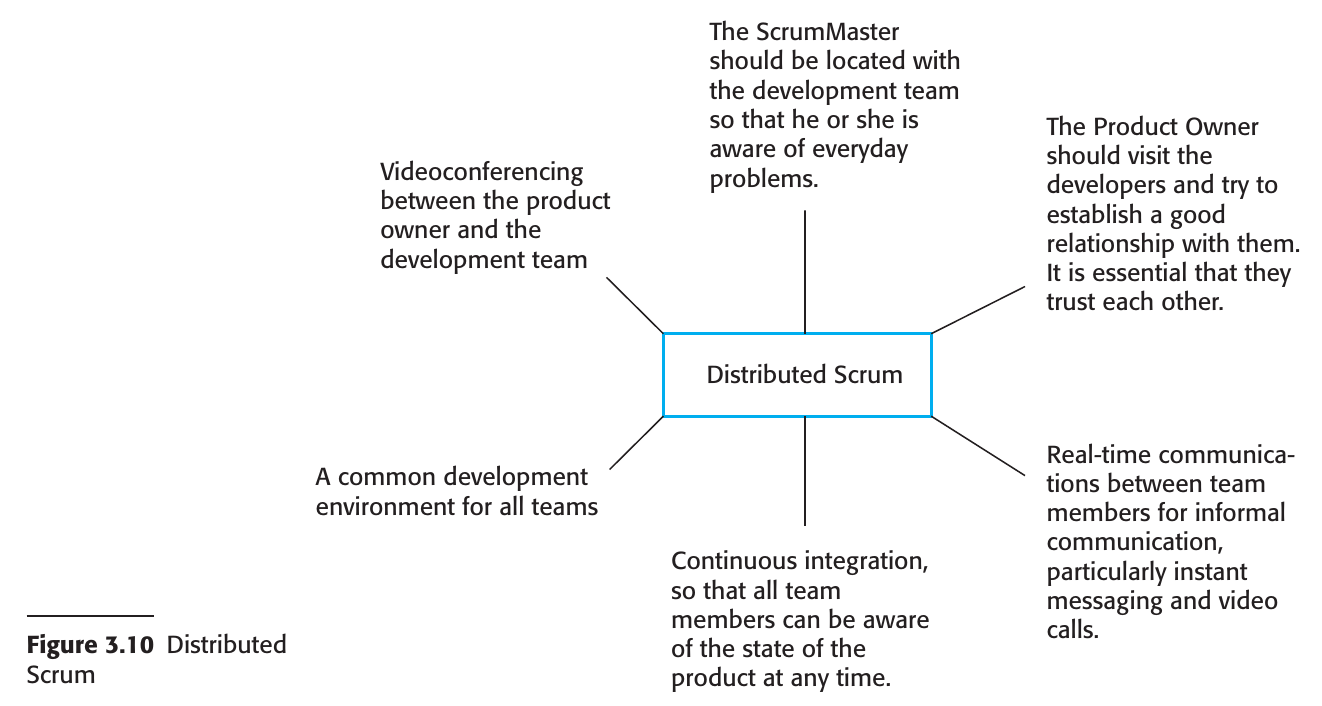 The ScrumMaster
should be located with
the development team
so that he or she is
aware of everyday
problems.
The Product Owner
should visit the
developers and try to
establish a good
relationship with them.
It is essential that they
trust each other.
Videoconferencing
between the product
owner and the
development team
Distributed Scrum
A common development
environment for all teams
Real-time communica-
tions between team
members for informal
communication,
particularly instant
messaging and video
calls.
Continuous integration,
so that all team
members can be aware
of the state of the
product at any time.
Figure 3.10 Distributed
Scrum